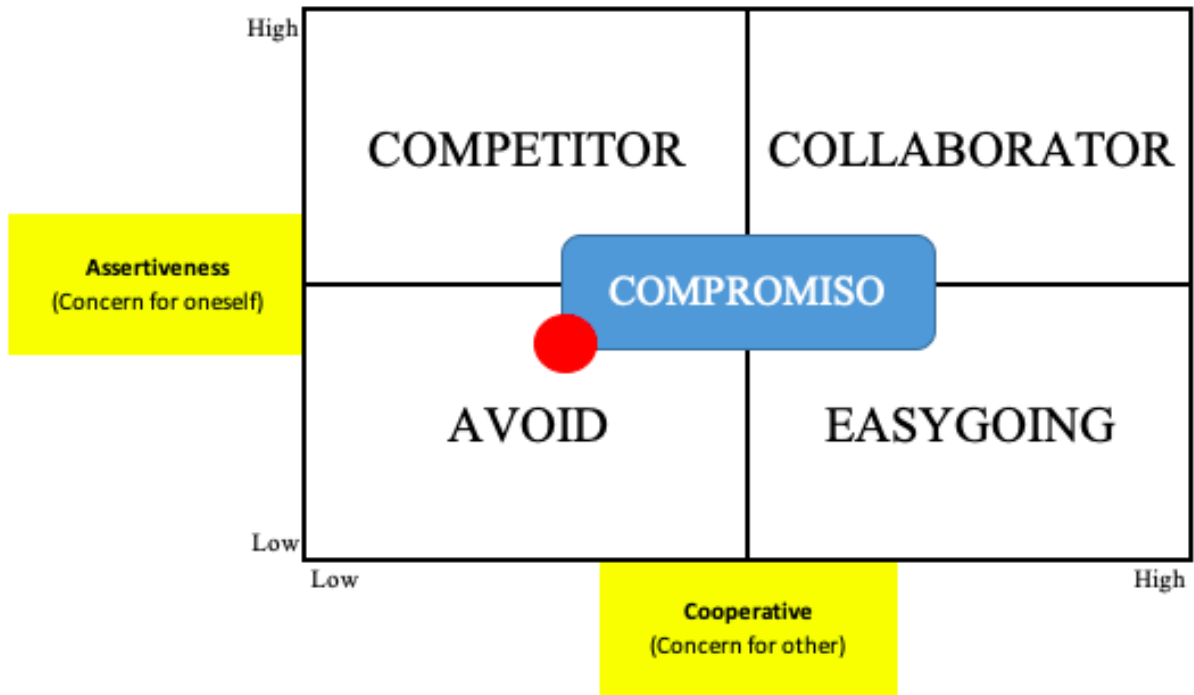 High
COMPETITOR
COLLABORATOR
Assertiveness
(Concern for oneself)
COMPROMISO
AVOID
EASYGOING
Low
Low
High
Cooperative
(Concern for other)